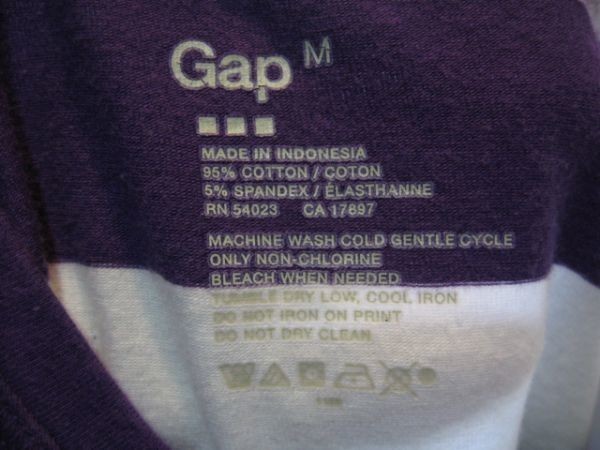 Gap M
MADE IN INDONESIA
95% COTTON / COTON
5% SPANDEX / ÉLASTHANNE
RN 54023 CA 17897
MACHINE WASH COLD GENTLE CYCLE
ONLY NON-CHLORINE
BLEACH WHEN NEEDED
TUMBLE DRY LOW, COOL IRON
DO NOT IRON ON PRINT
DO NOT DRY CLEAN